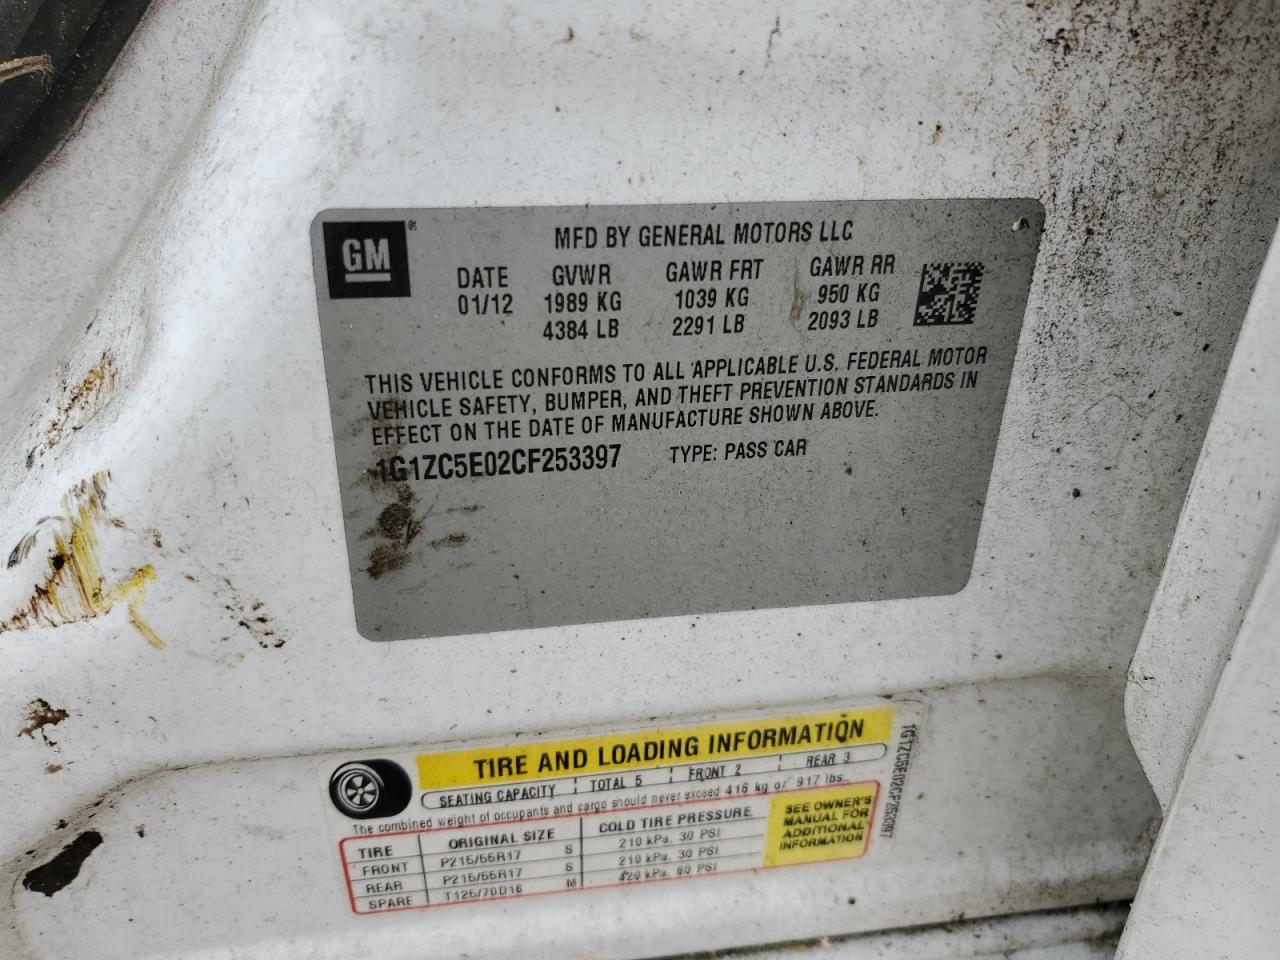 GM ®
MFD BY GENERAL MOTORS LLC
DATE GVWR GAWR FRT GAWR RR
01/12 1989 KG 1039 KG 950 KG
4384 LB 2291 LB 2093 LB
THIS VEHICLE CONFORMS TO ALL APPLICABLE U.S. FEDERAL MOTOR
VEHICLE SAFETY, BUMPER, AND THEFT PREVENTION STANDARDS IN
EFFECT ON THE DATE OF MANUFACTURE SHOWN ABOVE.
1G1ZC5E02CF253397 TYPE: PASS CAR
TIRE AND LOADING INFORMATION
SEATING CAPACITY TOTAL 5 FRONT 2 REAR 3
The combined weight of occupants and cargo should never exceed 416 kg or 917 lbs.
TIRE ORIGINAL SIZE COLD TIRE PRESSURE
FRONT P215/55R17 S 210 kPa, 30 PSI
REAR P215/55R17 S 210 kPa, 30 PSI
SPARE T125/70D16 M 420 kPa, 60 PSI
SEE OWNER'S
MANUAL FOR
ADDITIONAL
INFORMATION
1G1ZC5E02CF253397